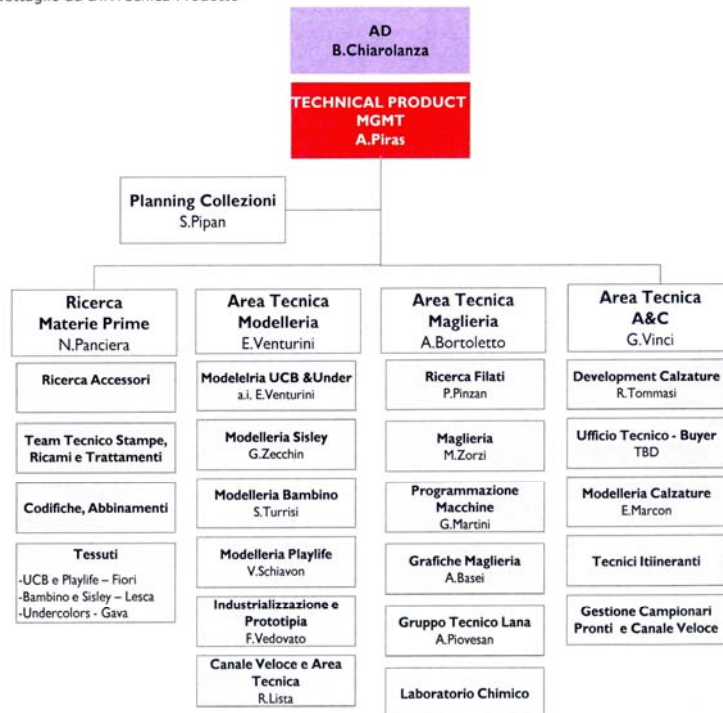 AD
B.Chiarolanza
TECHNICAL PRODUCT
MGMT
A.Piras
Planning Collezioni
S.Pipan
Ricerca
Materie Prime
N.Panciera
Ricerca Accessori
Team Tecnico Stampe,
Ricami e Trattamenti
Codifiche, Abbinamenti
Tessuti
-UCB e Playlife – Fiori
-Bambino e Sisley – Lesca
-Undercolors - Gava
Area Tecnica
Modelleria
E.Venturini
Modelelria UCB &Under
a.i. E.Venturini
Modelleria Sisley
G.Zecchin
Modelleria Bambino
S.Turrisi
Modelleria Playlife
V.Schiavon
Industrializzazione e
Prototipia
F.Vedovato
Canale Veloce e Area
Tecnica
R.Lista
Area Tecnica
Maglieria
A.Bortoletto
Ricerca Filati
P.Pinzan
Maglieria
M.Zorzi
Programmazione
Macchine
G.Martini
Grafiche Maglieria
A.Basei
Gruppo Tecnico Lana
A.Piovesan
Laboratorio Chimico
Area Tecnica
A&C
G.Vinci
Development Calzature
R.Tommasi
Ufficio Tecnico - Buyer
TBD
Modelleria Calzature
E.Marcon
Tecnici Itiineranti
Gestione Campionari
Pronti e Canale Veloce